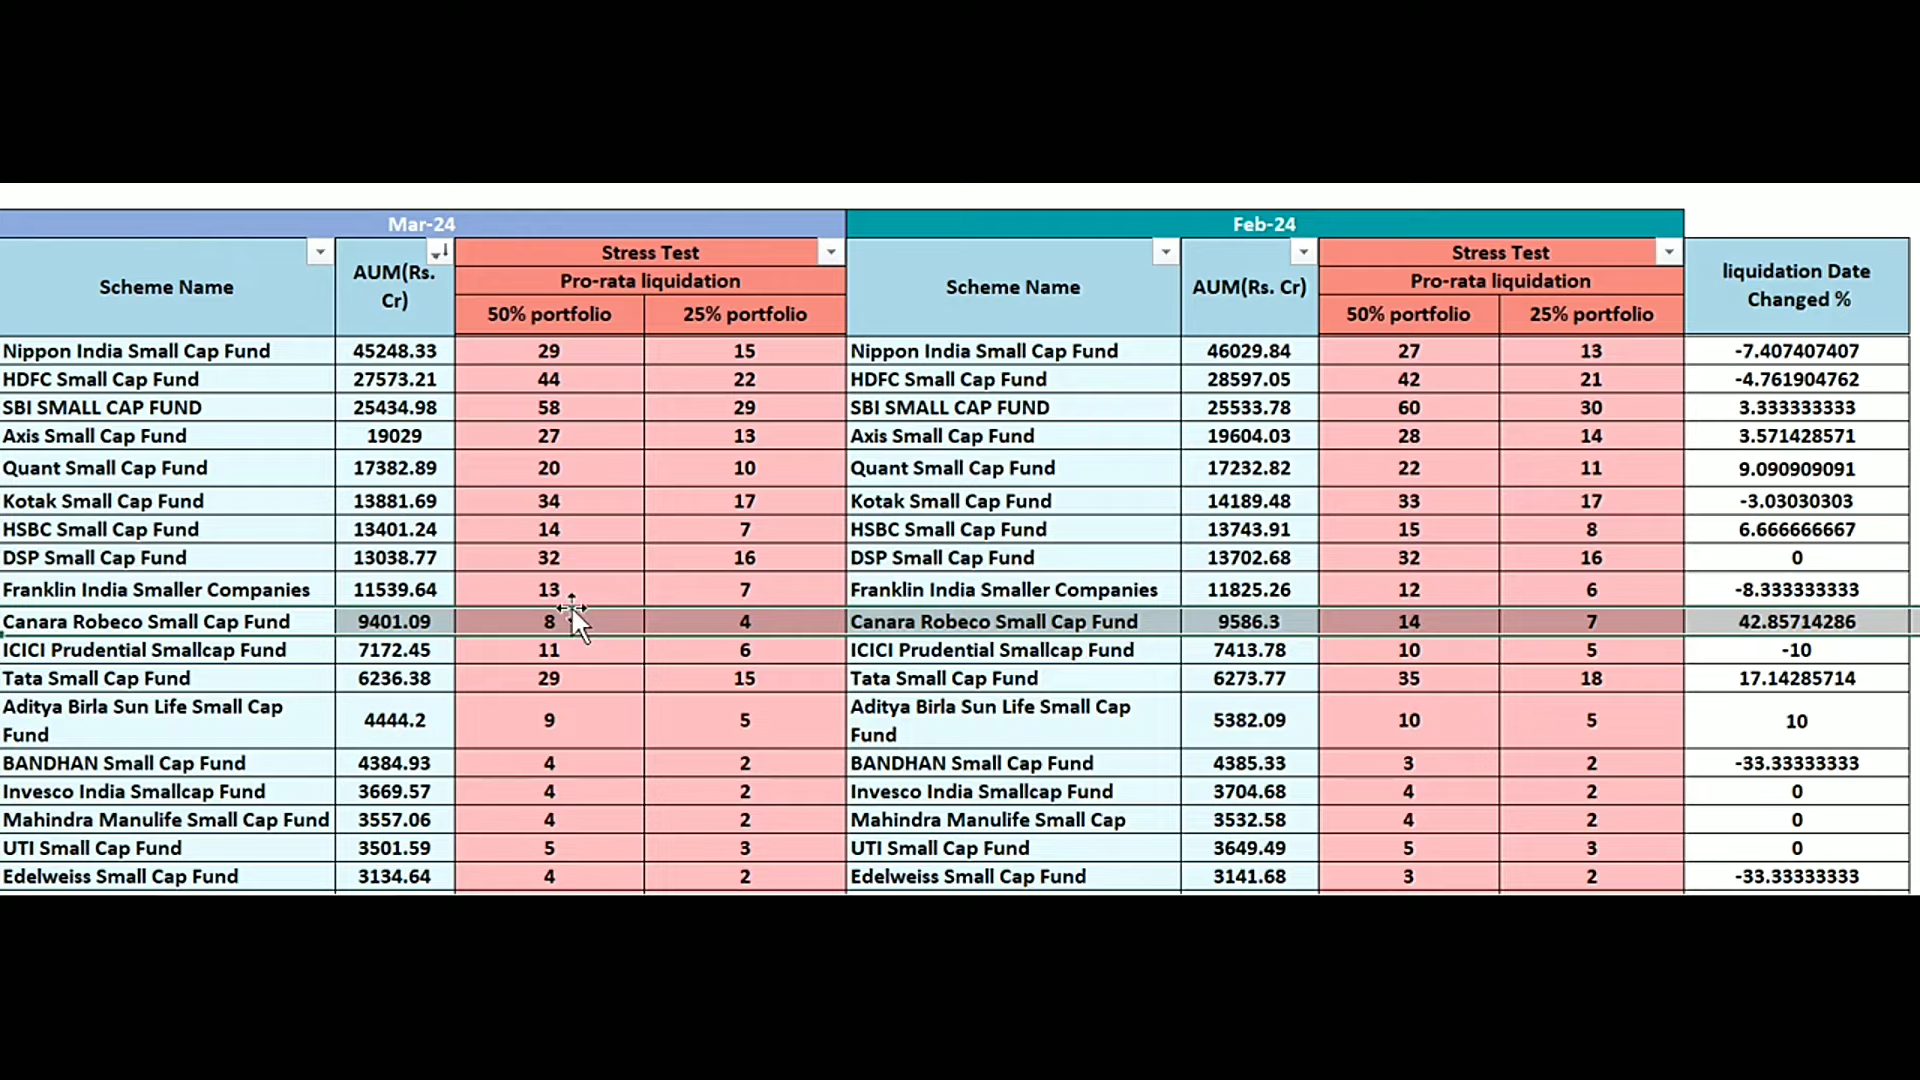 Mar-24 Feb-24
Scheme Name AUM(Rs. Cr) Stress Test Scheme Name AUM(Rs. Cr) Stress Test liquidation Date Changed %
Pro-rata liquidation Pro-rata liquidation
50% portfolio 25% portfolio 50% portfolio 25% portfolio
Nippon India Small Cap Fund 45248.33 29 15 Nippon India Small Cap Fund 46029.84 27 13 -7.407407407
HDFC Small Cap Fund 27573.21 44 22 HDFC Small Cap Fund 28597.05 42 21 -4.761904762
SBI SMALL CAP FUND 25434.98 58 29 SBI SMALL CAP FUND 25533.78 60 30 3.333333333
Axis Small Cap Fund 19029 27 13 Axis Small Cap Fund 19604.03 28 14 3.571428571
Quant Small Cap Fund 17382.89 20 10 Quant Small Cap Fund 17232.82 22 11 9.090909091
Kotak Small Cap Fund 13881.69 34 17 Kotak Small Cap Fund 14189.48 33 17 -3.03030303
HSBC Small Cap Fund 13401.24 14 7 HSBC Small Cap Fund 13743.91 15 8 6.666666667
DSP Small Cap Fund 13038.77 32 16 DSP Small Cap Fund 13702.68 32 16 0
Franklin India Smaller Companies 11539.64 13 7 Franklin India Smaller Companies 11825.26 12 6 -8.333333333
Canara Robeco Small Cap Fund 9401.09 8 4 Canara Robeco Small Cap Fund 9586.3 14 7 42.85714286
ICICI Prudential Smallcap Fund 7172.45 11 6 ICICI Prudential Smallcap Fund 7413.78 10 5 -10
Tata Small Cap Fund 6236.38 29 15 Tata Small Cap Fund 6273.77 35 18 17.14285714
Aditya Birla Sun Life Small Cap Fund 4444.2 9 5 Aditya Birla Sun Life Small Cap Fund 5382.09 10 5 10
BANDHAN Small Cap Fund 4384.93 4 2 BANDHAN Small Cap Fund 4385.33 3 2 -33.33333333
Invesco India Smallcap Fund 3669.57 4 2 Invesco India Smallcap Fund 3704.68 4 2 0
Mahindra Manulife Small Cap Fund 3557.06 4 2 Mahindra Manulife Small Cap 3532.58 4 2 0
UTI Small Cap Fund 3501.59 5 3 UTI Small Cap Fund 3649.49 5 3 0
Edelweiss Small Cap Fund 3134.64 4 2 Edelweiss Small Cap Fund 3141.68 3 2 -33.33333333